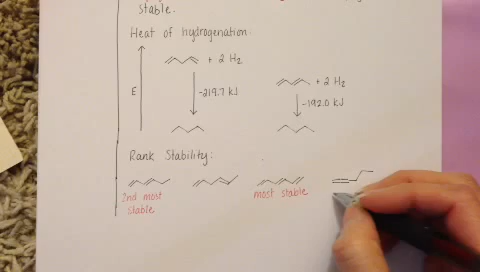 stable.
Heat of hydrogenation:
+ 2 H₂
+ 2 H₂
E
-219.7 kJ
-192.0 kJ
Rank Stability:
2nd most
stable
most stable